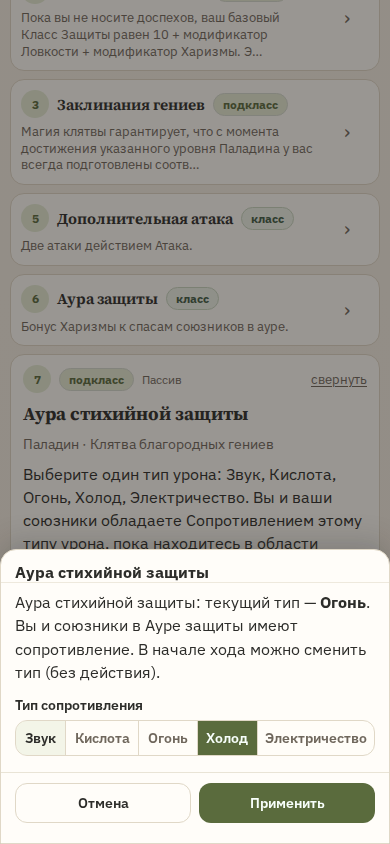 Пока вы не носите доспехов, ваш базовый
Класс Защиты равен 10 + модификатор
Ловкости + модификатор Харизмы. Э...
›
3 Заклинания гениев подкласс
Магия клятвы гарантирует, что с момента
достижения указанного уровня Паладина у вас
всегда подготовлены соотв...
›
5 Дополнительная атака класс
Две атаки действием Атака.
›
6 Аура защиты класс
Бонус Харизмы к спасам союзников в ауре.
›
7 подкласс Пассив свернуть
Аура стихийной защиты
Паладин · Клятва благородных гениев
Выберите один тип урона: Звук, Кислота,
Огонь, Холод, Электричество. Вы и ваши
союзники обладаете Сопротивлением этому
типу урона, пока находитесь в области
Аура стихийной защиты
Аура стихийной защиты: текущий тип — Огонь.
Вы и союзники в Ауре защиты имеют
сопротивление. В начале хода можно сменить
тип (без действия).
Тип сопротивления
Звук Кислота Огонь Холод Электричество
Отмена Применить